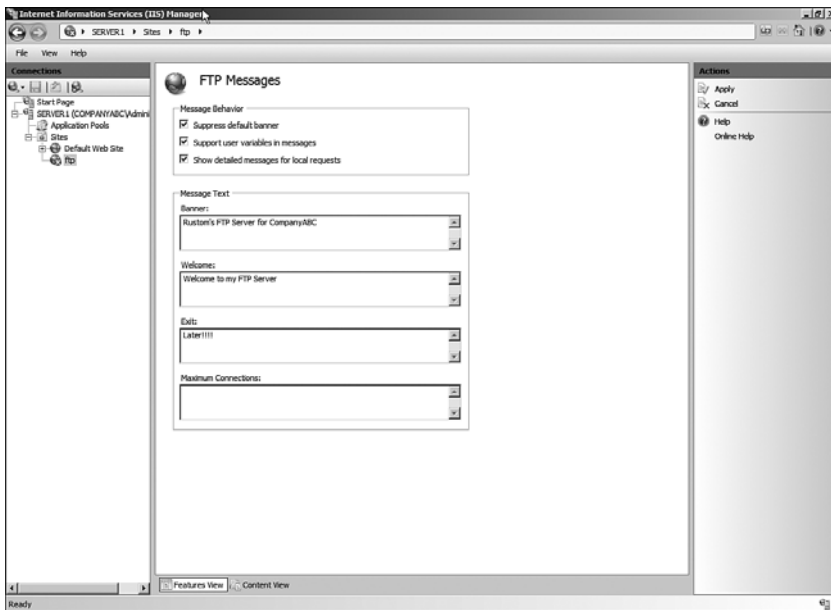 Internet Information Services (IIS) Manager
SERVER1 Sites ftp
File View Help
Connections
Start Page
SERVER1 (COMPANYABC\Admini
Application Pools
Sites
Default Web Site
ftp
FTP Messages
Message Behavior
Suppress default banner
Support user variables in messages
Show detailed messages for local requests
Message Text
Banner:
Rustom's FTP Server for CompanyABC
Welcome:
Welcome to my FTP Server
Exit:
Later!!!!
Maximum Connections:
Features View Content View
Actions
Apply
Cancel
Help
Online Help
Ready